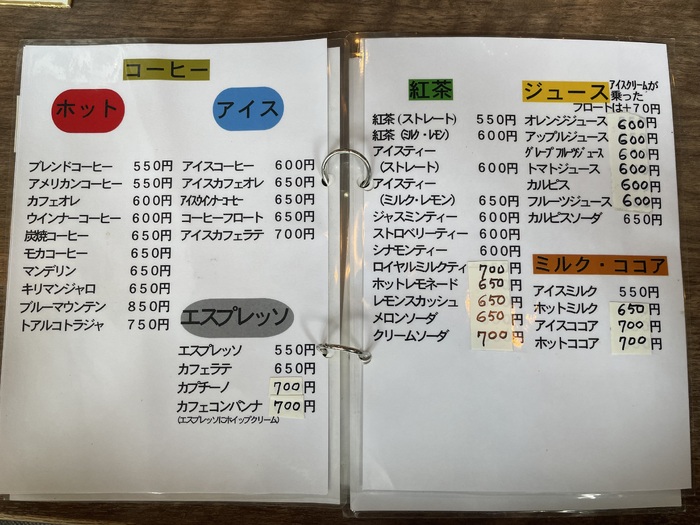 コーヒー
ホット
ブレンドコーヒー 550円
アメリカンコーヒー 550円
カフェオレ 600円
ウインナーコーヒー 600円
炭焼コーヒー 650円
モカコーヒー 650円
マンデリン 650円
キリマンジャロ 650円
ブルーマウンテン 850円
トアルコトラジャ 750円
アイス
アイスコーヒー 600円
アイスカフェオレ 650円
アイスウインナーコーヒー 650円
コーヒーフロート 650円
アイスカフェラテ 700円
エスプレッソ
エスプレッソ 550円
カフェラテ 650円
カプチーノ 700円
カフェコンパンナ 700円
(エスプレッソにホイップクリーム)
紅茶
紅茶(ストレート) 550円
紅茶(ミルク・レモン) 600円
アイスティー
(ストレート) 600円
アイスティー
(ミルク・レモン) 650円
ジャスミンティー 600円
ストロベリーティー 600円
シナモンティー 600円
ロイヤルミルクティ 700円
ホットレモネード 650円
レモンスカッシュ 650円
メロンソーダ 650円
クリームソーダ 700円
ジュース
アイスクリームが
乗った
フロートは+70円
オレンジジュース 600円
アップルジュース 600円
グレープフルーツジュース 600円
トマトジュース 600円
カルピス 600円
フルーツジュース 600円
カルピスソーダ 650円
ミルク・ココア
アイスミルク 550円
ホットミルク 650円
アイスココア 700円
ホットココア 700円